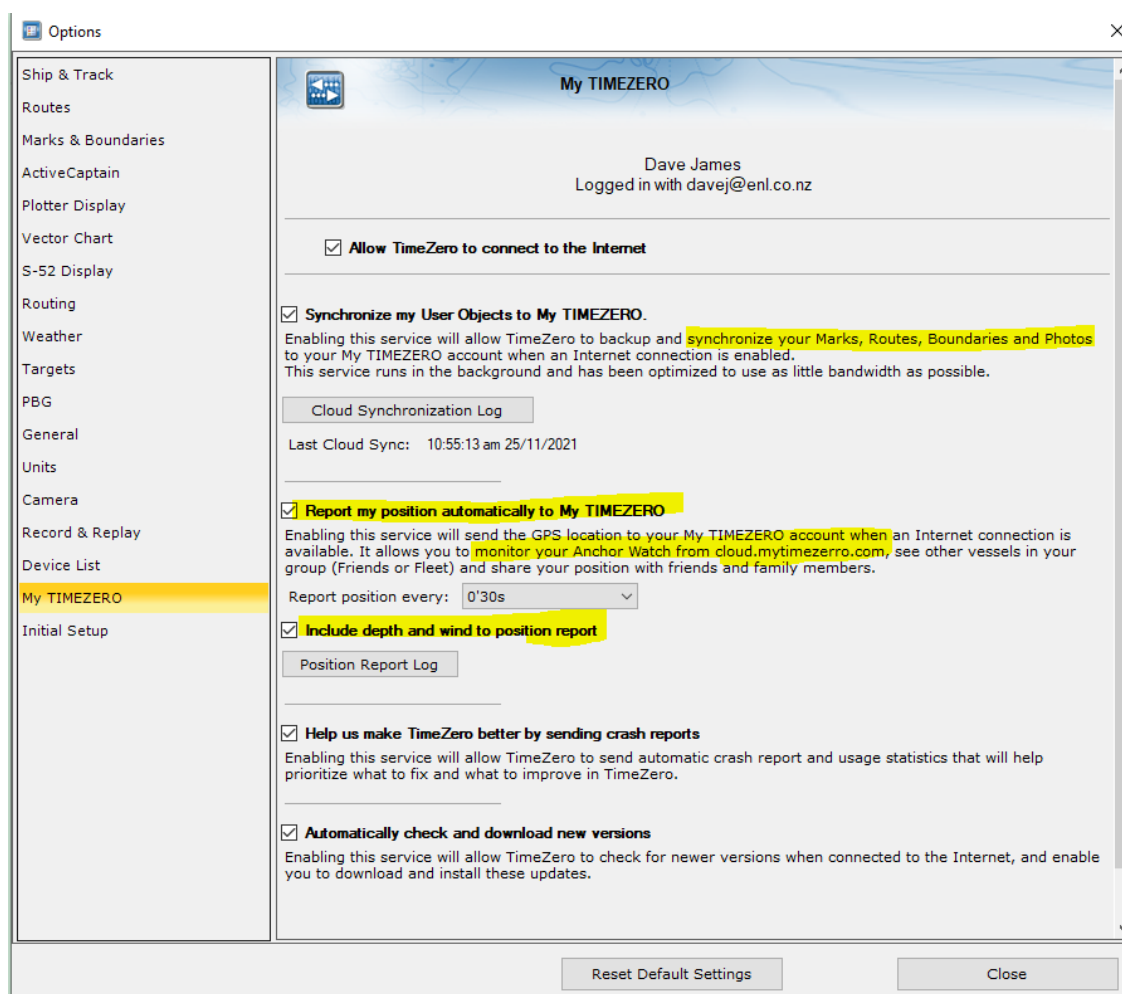 Options
Ship & Track
Routes
Marks & Boundaries
ActiveCaptain
Plotter Display
Vector Chart
S-52 Display
Routing
Weather
Targets
PBG
General
Units
Camera
Record & Replay
Device List
My TIMEZERO
Initial Setup
My TIMEZERO
Dave James
Logged in with davej@enl.co.nz
Allow TimeZero to connect to the Internet
Synchronize my User Objects to My TIMEZERO.
Enabling this service will allow TimeZero to backup and synchronize your Marks, Routes, Boundaries and Photos
to your My TIMEZERO account when an Internet connection is enabled.
This service runs in the background and has been optimized to use as little bandwidth as possible.
Cloud Synchronization Log
Last Cloud Sync: 10:55:13 am 25/11/2021
Report my position automatically to My TIMEZERO
Enabling this service will send the GPS location to your My TIMEZERO account when an Internet connection is
available. It allows you to monitor your Anchor Watch from cloud.mytimezerro.com, see other vessels in your
group (Friends or Fleet) and share your position with friends and family members.
Report position every: 0'30s
Include depth and wind to position report
Position Report Log
Help us make TimeZero better by sending crash reports
Enabling this service will allow TimeZero to send automatic crash report and usage statistics that will help
prioritize what to fix and what to improve in TimeZero.
Automatically check and download new versions
Enabling this service will allow TimeZero to check for newer versions when connected to the Internet, and enable
you to download and install these updates.
Reset Default Settings
Close